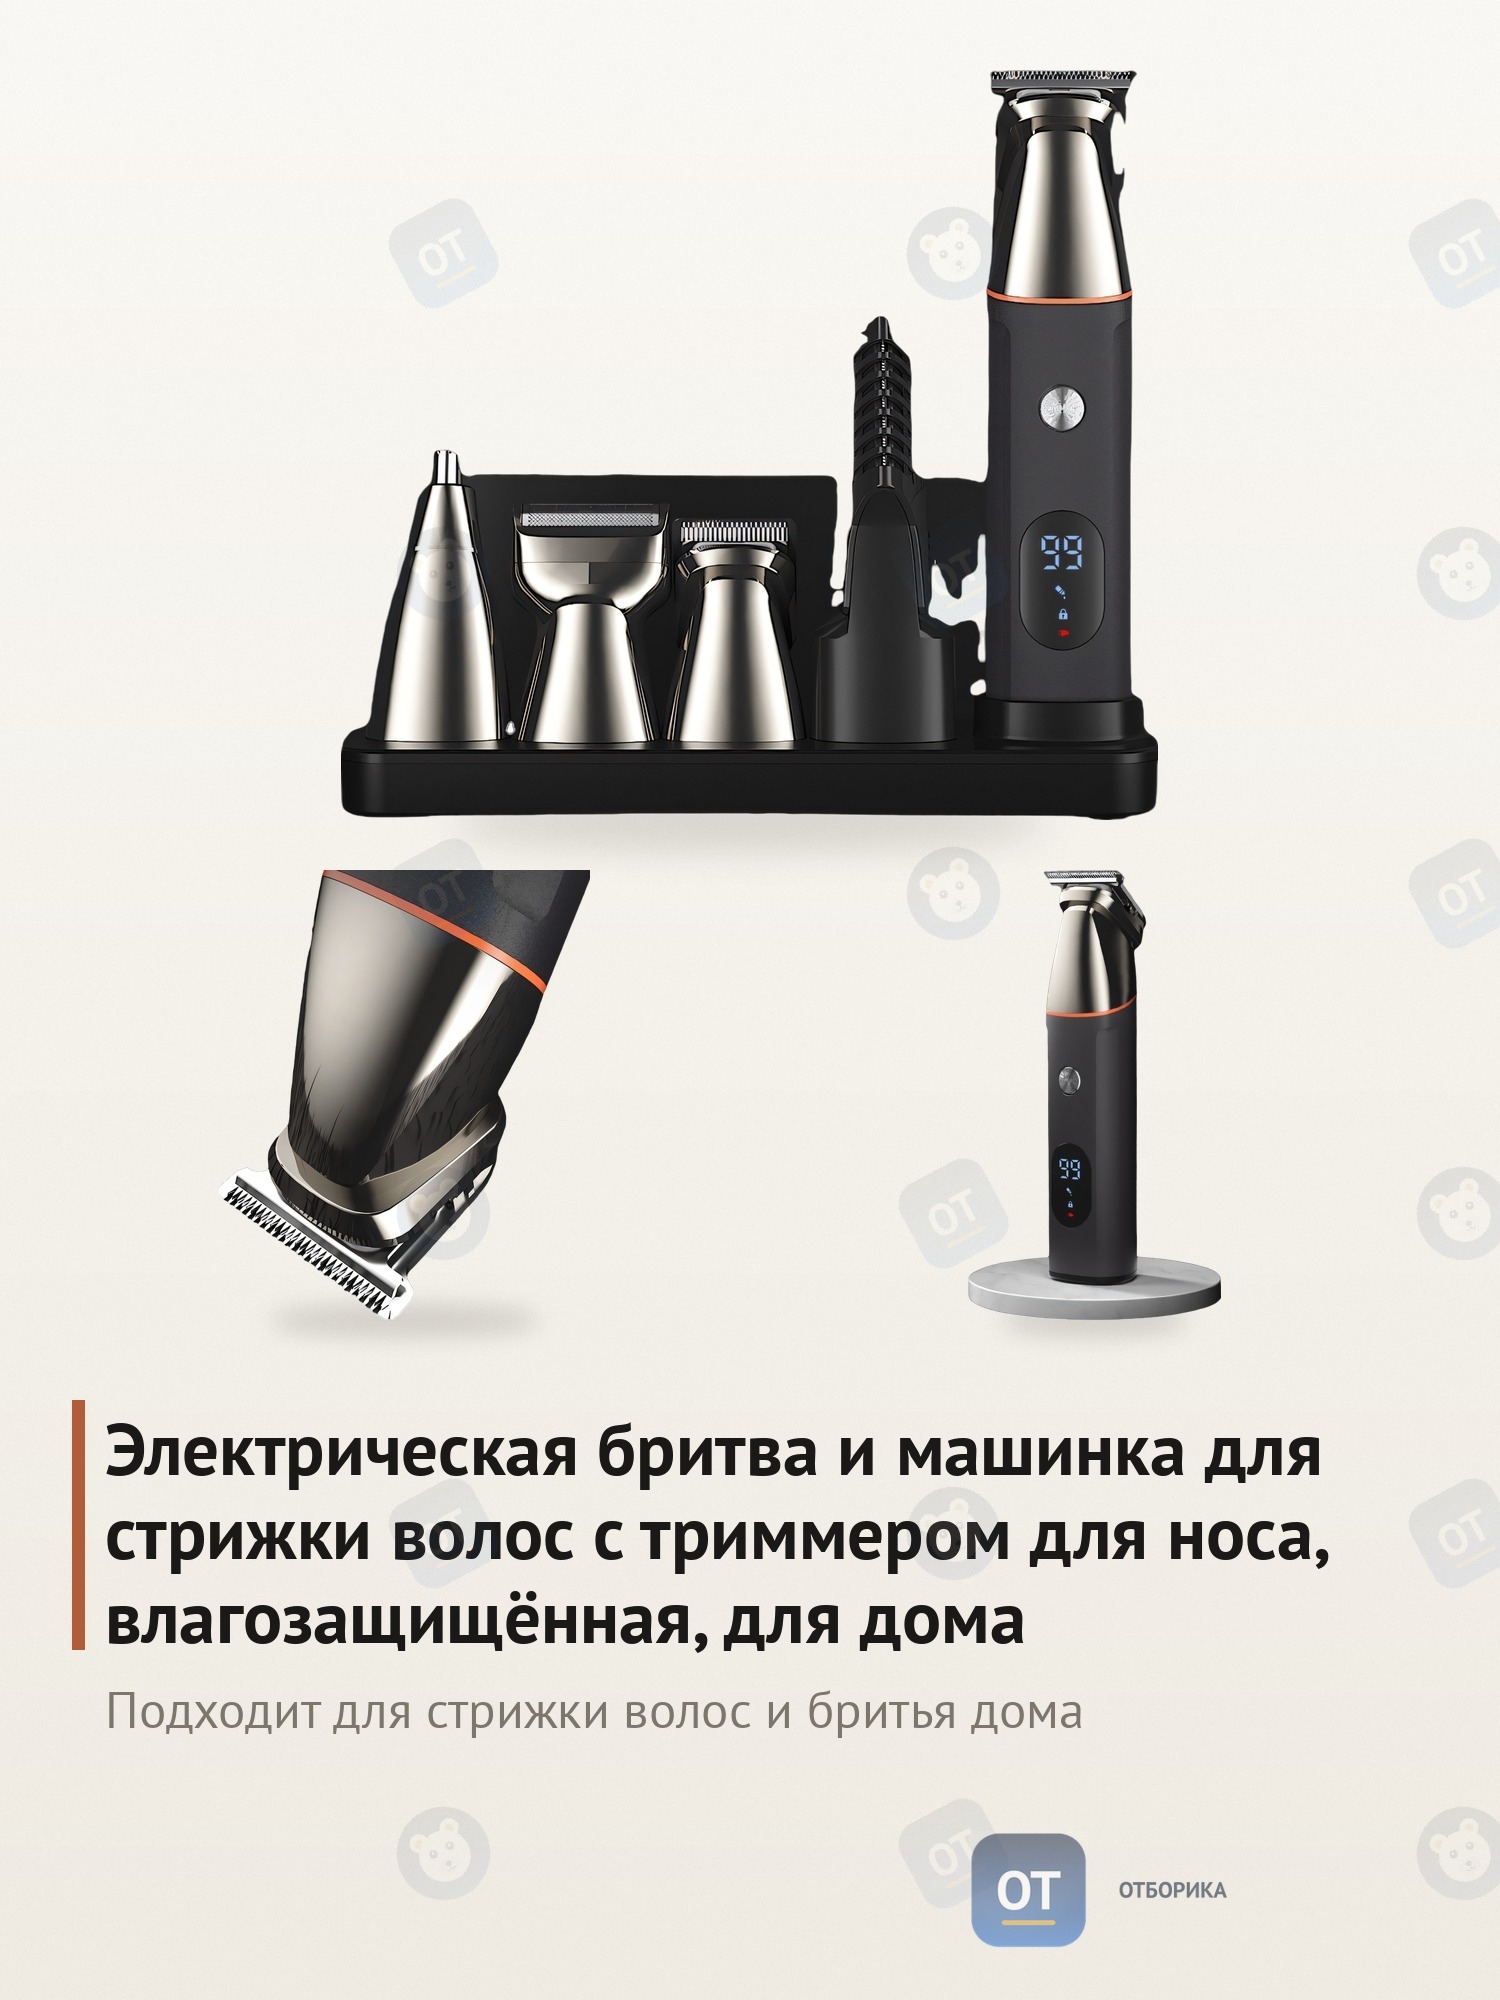 99
99
Электрическая бритва и машинка для
стрижки волос с триммером для носа,
влагозащищённая, для дома
Подходит для стрижки волос и бритья дома
ОТ
ОТБОРИКА